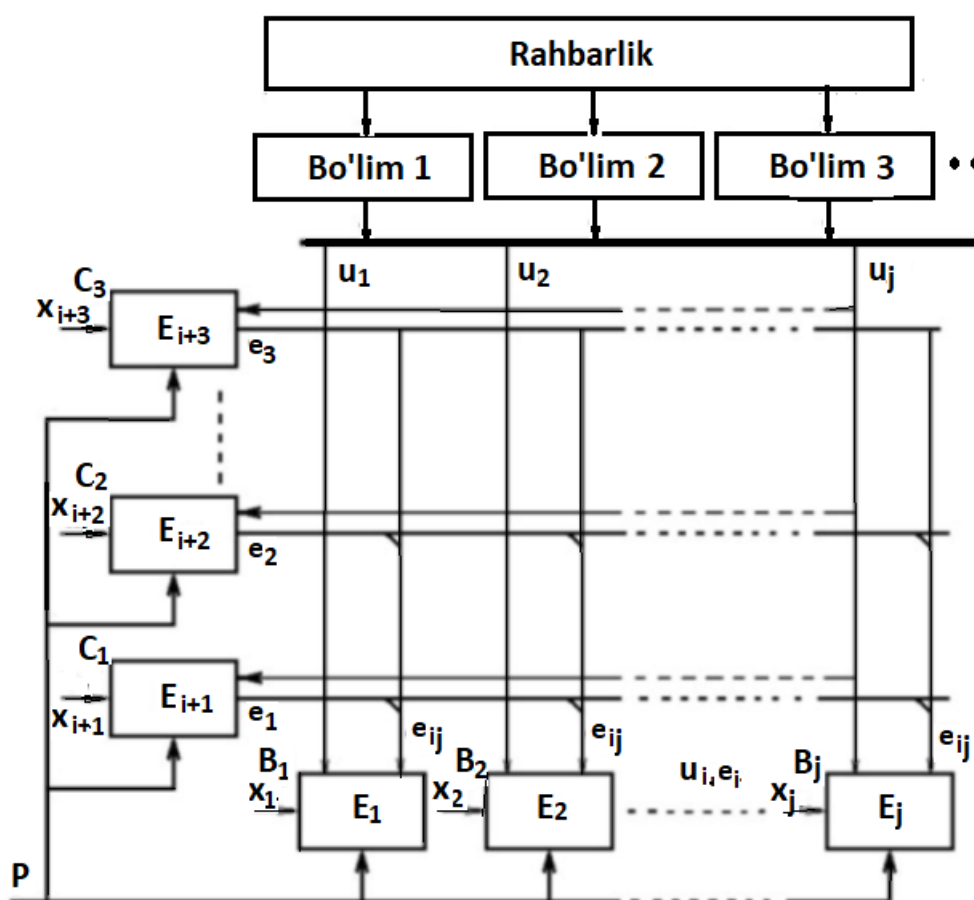 Rahbarlik
Bo'lim 1 Bo'lim 2 Bo'lim 3 ..
u1 u2 uj
C3
xi+3 Ei+3
e3
C2
xi+2 Ei+2
e2
C1
xi+1 Ei+1
e1
eij eij eij
B1 B2 ui,ei Bj
x1 E1 x2 E2 xj Ej
P